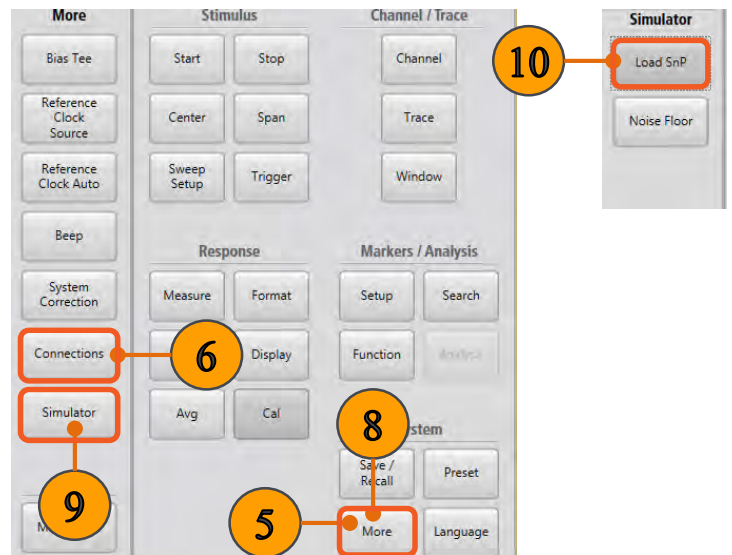 More
Bias Tee
Reference
Clock
Source
Reference
Clock Auto
Beep
System
Correction
Connections
Simulator
9
Stimulus
Start Stop
Center Span
Sweep
Setup
Trigger
Response
Measure Format
6
Display
Avg Cal
5
Channel / Trace
Channel
Trace
Window
Markers / Analysis
Setup Search
Function
8
Save /
Recall
Preset
More Language
10
Simulator
Load SnP
Noise Floor